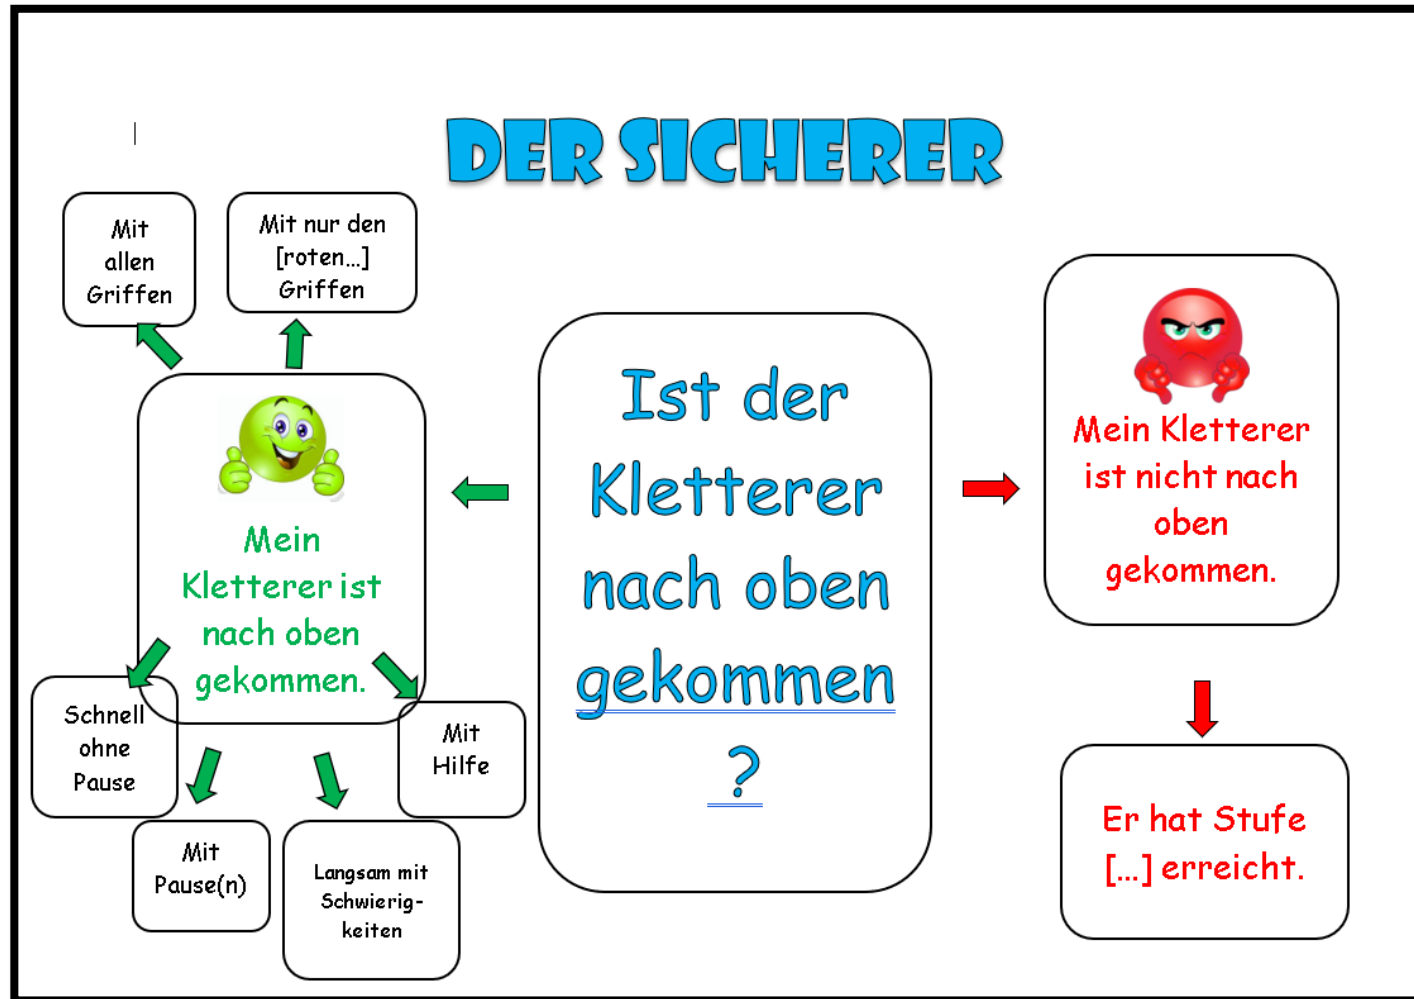 DER SICHERER
Mit
allen
Griffen
Mit nur den
[roten...]
Griffen
Mein
Kletterer ist
nach oben
gekommen.
Schnell
ohne
Pause
Mit
Pause(n)
Langsam mit
Schwierig-
keiten
Mit
Hilfe
Ist der
Kletterer
nach oben
gekommen
?
Mein Kletterer
ist nicht nach
oben
gekommen.
Er hat Stufe
[...] erreicht.